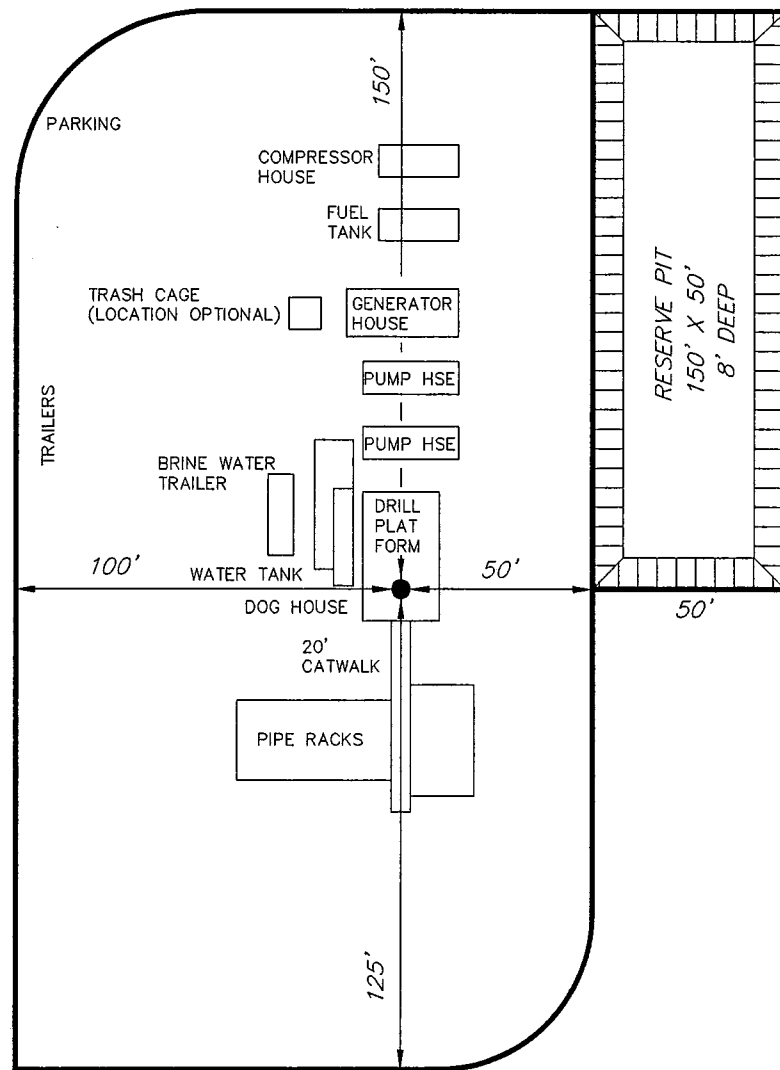 150'
PARKING
COMPRESSOR
HOUSE
FUEL
TANK
TRASH CAGE
(LOCATION OPTIONAL)
GENERATOR
HOUSE
RESERVE PIT
150' X 50'
8' DEEP
PUMP HSE
TRAILERS
PUMP HSE
BRINE WATER
TRAILER
DRILL
PLAT
FORM
100'
WATER TANK
50'
DOG HOUSE
50'
20'
CATWALK
PIPE RACKS
125'